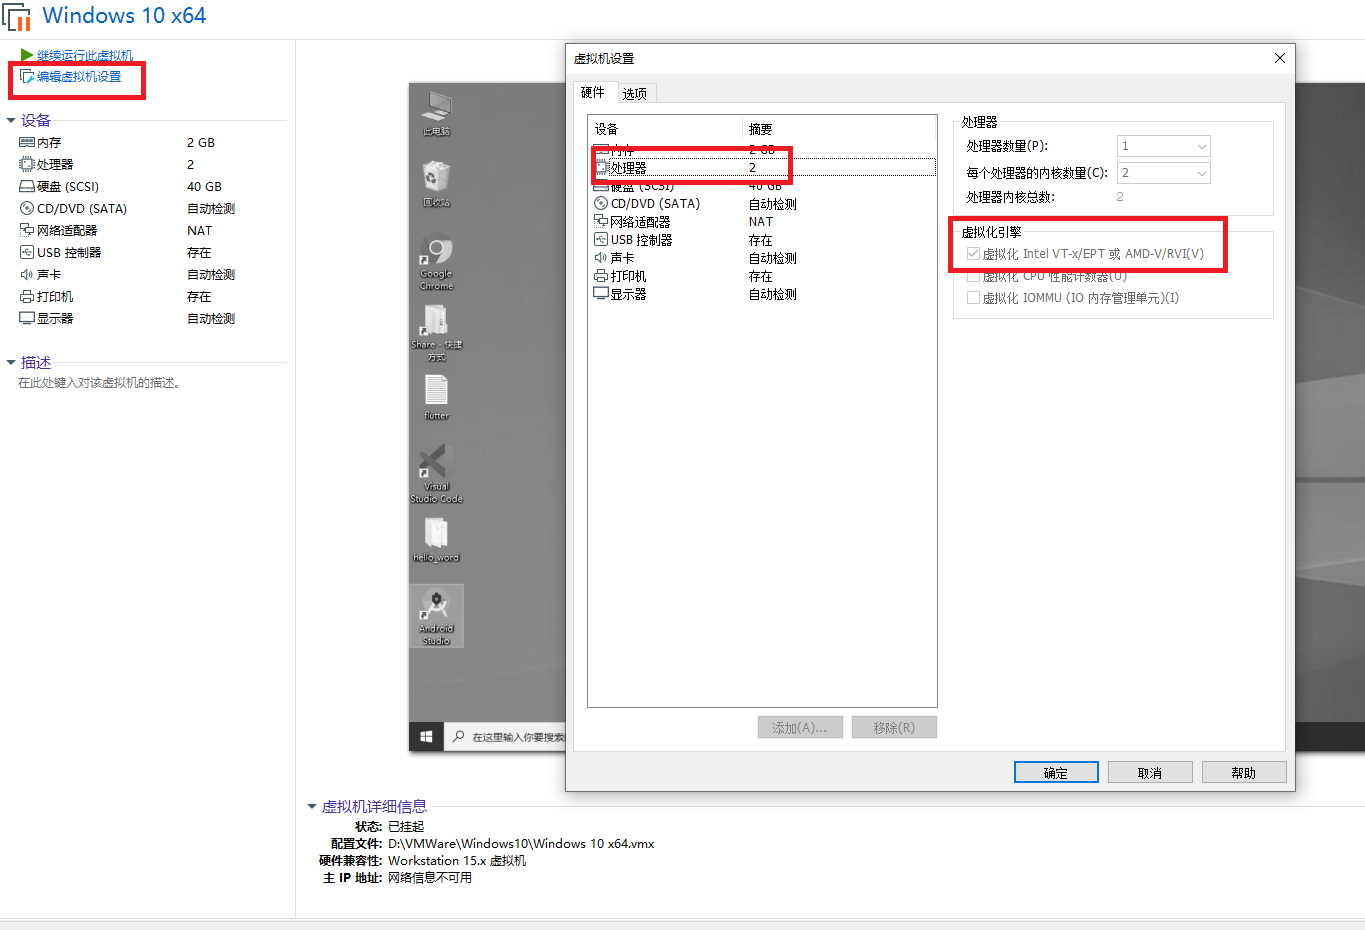 Windows 10 x64
继续运行此虚拟机
编辑虚拟机设置
设备
内存 2 GB
处理器 2
硬盘 (SCSI) 40 GB
CD/DVD (SATA) 自动检测
网络适配器 NAT
USB 控制器 存在
声卡 自动检测
打印机 存在
显示器 自动检测
描述
在此处键入对该虚拟机的描述。
此电脑
回收站
Google
Chrome
Share - 快捷
方式
flutter
Visual
Studio Code
hello_word
Android
Studio
在这里输入你要搜索
虚拟机设置
硬件 选项
设备 摘要
内存 2 GB
处理器 2
硬盘 (SCSI) 40 GB
CD/DVD (SATA) 自动检测
网络适配器 NAT
USB 控制器 存在
声卡 自动检测
打印机 存在
显示器 自动检测
添加(A)... 移除(R)
处理器
处理器数量(P): 1
每个处理器的内核数量(C): 2
处理器内核总数: 2
虚拟化引擎
虚拟化 Intel VT-x/EPT 或 AMD-V/RVI(V)
虚拟化 CPU 性能计数器(U)
虚拟化 IOMMU (IO 内存管理单元)(I)
确定 取消 帮助
虚拟机详细信息
状态: 已挂起
配置文件: D:\VMWare\Windows10\Windows 10 x64.vmx
硬件兼容性: Workstation 15.x 虚拟机
主 IP 地址: 网络信息不可用